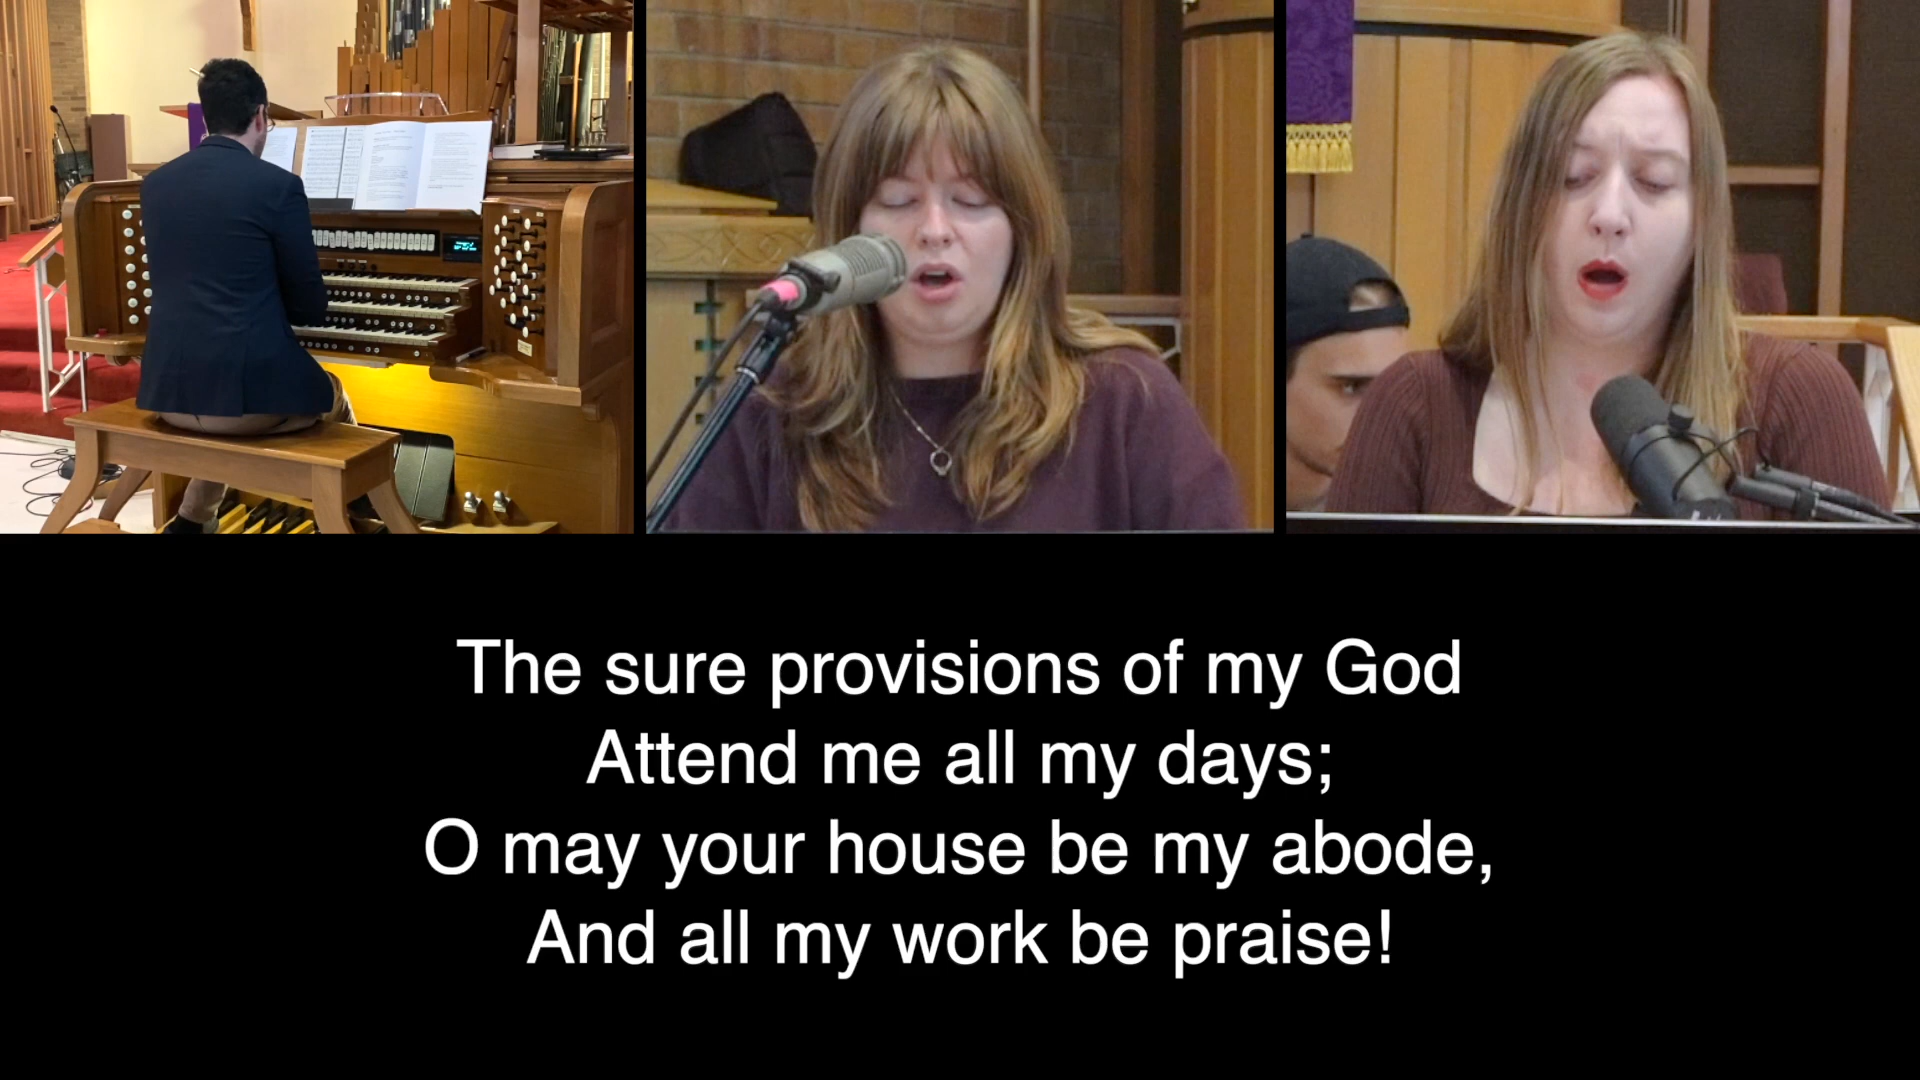 The sure provisions of my God
Attend me all my days;
O may your house be my abode,
And all my work be praise!